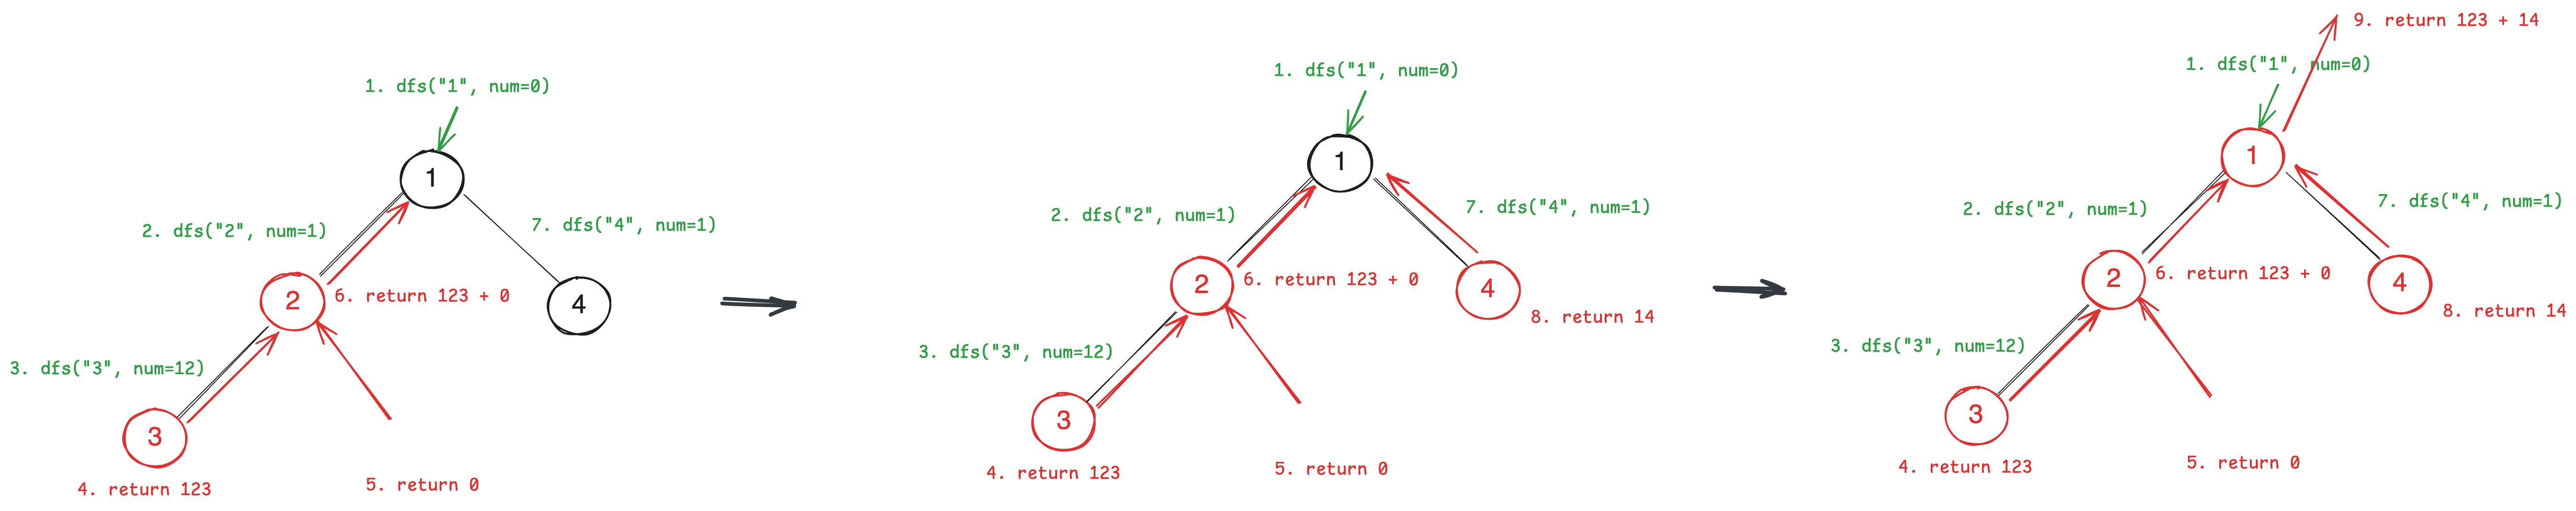 1. dfs("1", num=0)
1
2. dfs("2", num=1)
7. dfs("4", num=1)
2
6. return 123 + 0
4
3. dfs("3", num=12)
3
4. return 123
5. return 0
1. dfs("1", num=0)
1
2. dfs("2", num=1)
7. dfs("4", num=1)
2
6. return 123 + 0
4
8. return 14
3. dfs("3", num=12)
3
4. return 123
5. return 0
9. return 123 + 14
1. dfs("1", num=0)
1
2. dfs("2", num=1)
7. dfs("4", num=1)
2
6. return 123 + 0
4
8. return 14
3. dfs("3", num=12)
3
4. return 123
5. return 0